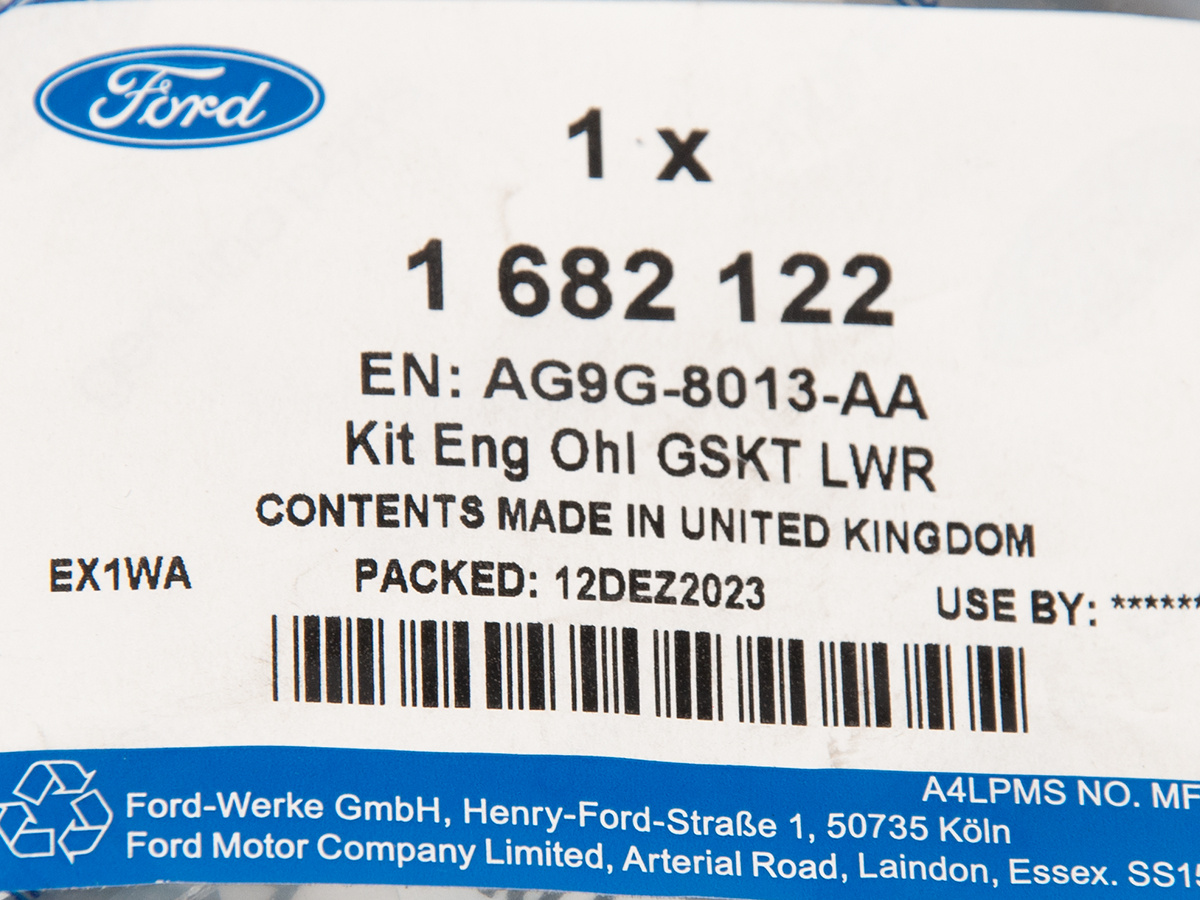 Ford
1 x
1 682 122
EN: AG9G-8013-AA
Kit Eng Ohl GSKT LWR
CONTENTS MADE IN UNITED KINGDOM
EX1WA PACKED: 12DEZ2023 USE BY: ******
A4LPMS NO. MF
Ford-Werke GmbH, Henry-Ford-Straße 1, 50735 Köln
Ford Motor Company Limited, Arterial Road, Laindon, Essex. SS15